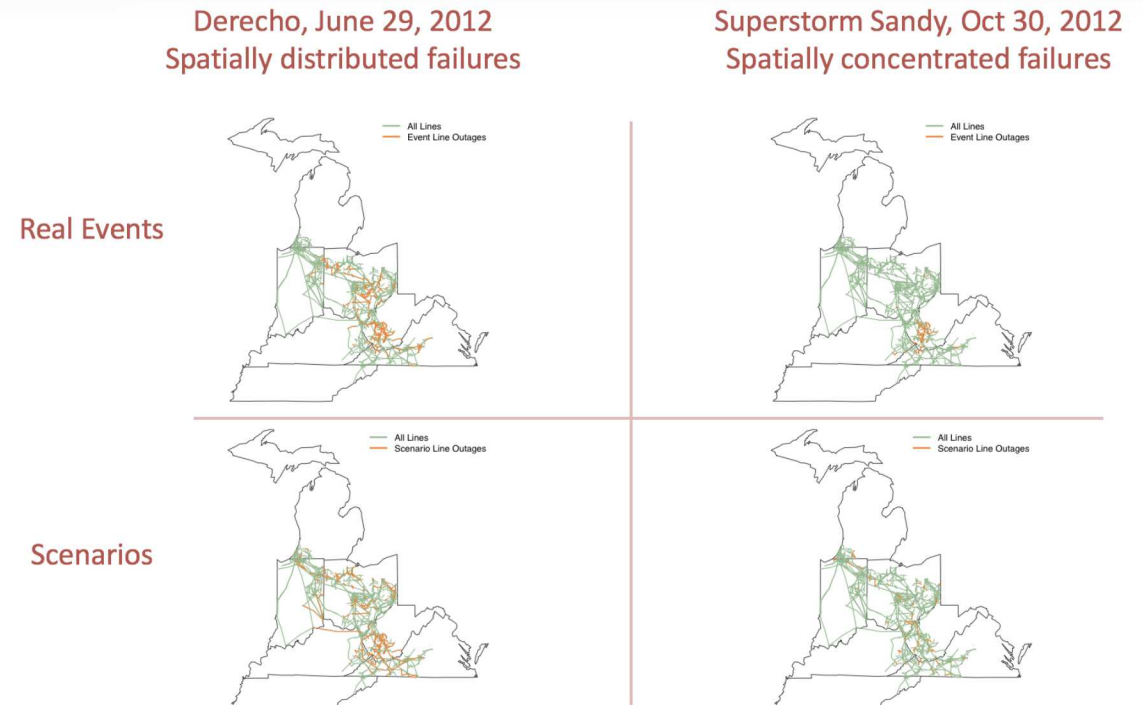 Derecho, June 29, 2012
Spatially distributed failures
Superstorm Sandy, Oct 30, 2012
Spatially concentrated failures
Real Events
All Lines
Event Line Outages
All Lines
Event Line Outages
Scenarios
All Lines
Scenario Line Outages
All Lines
Scenario Line Outages